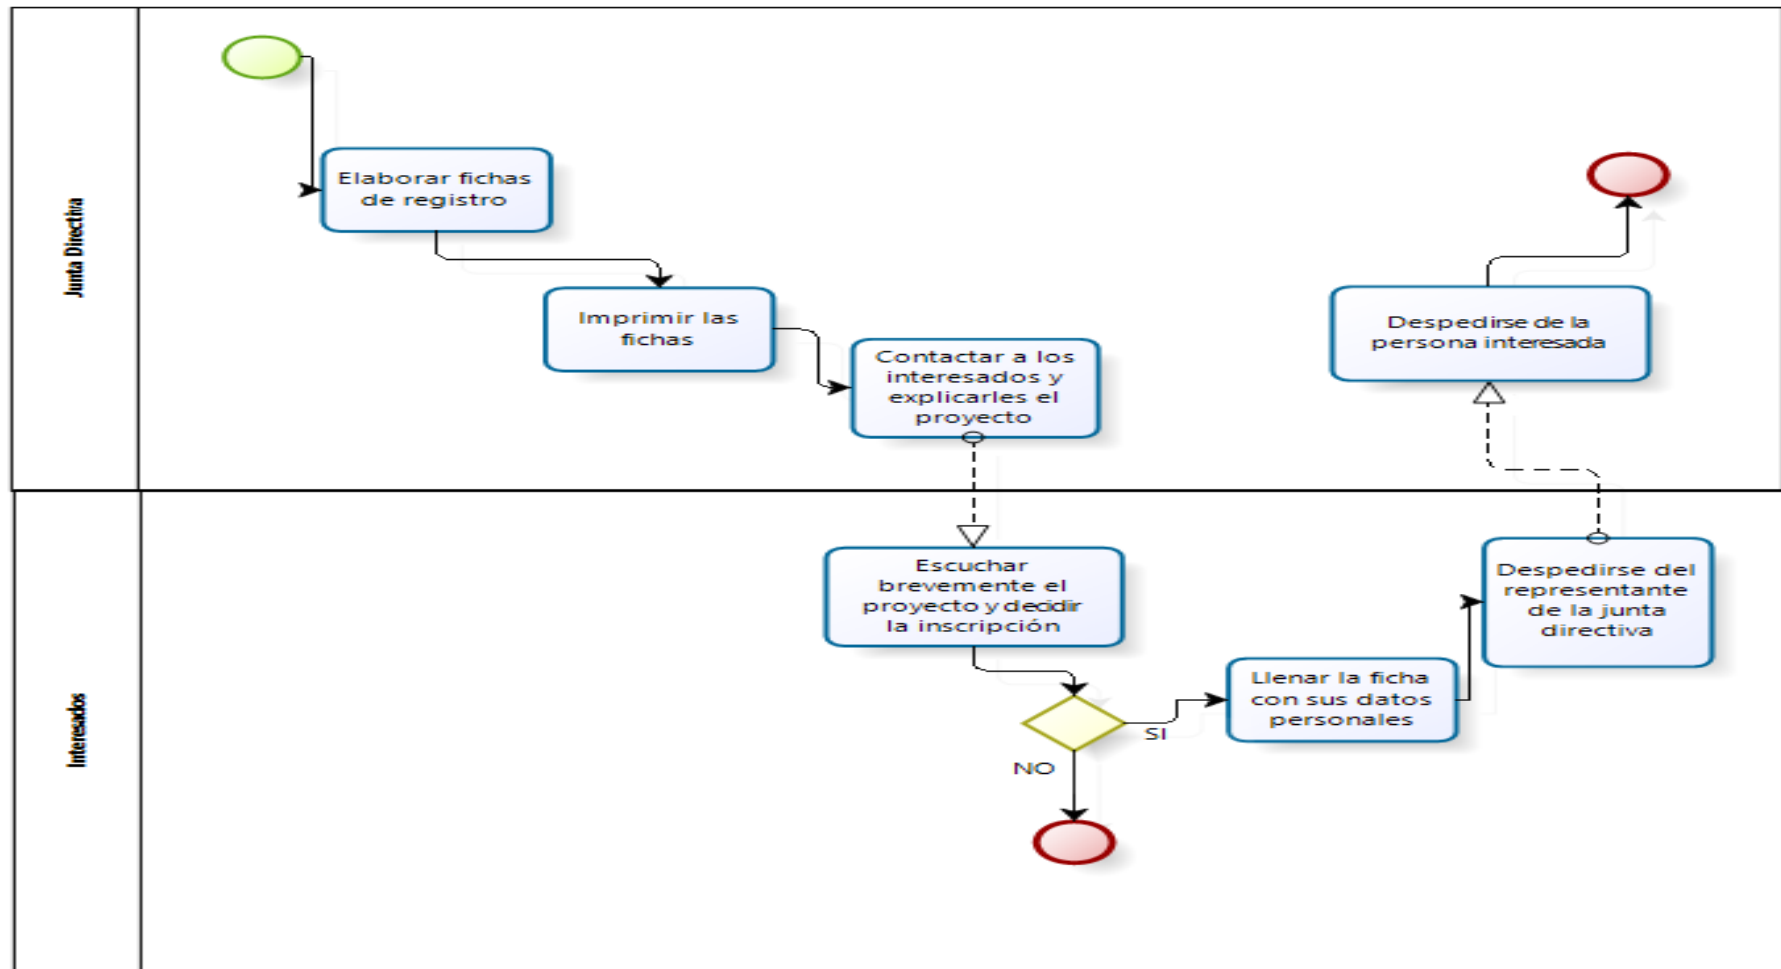 Junta Directiva
Elaborar fichas
de registro
Imprimir las
fichas
Contactar a los
interesados y
explicarles el
proyecto
Despedirse de la
persona interesada
Interesados
Escuchar
brevemente el
proyecto y decidir
la inscripción
SI
NO
Llenar la ficha
con sus datos
personales
Despedirse del
representante
de la junta
directiva